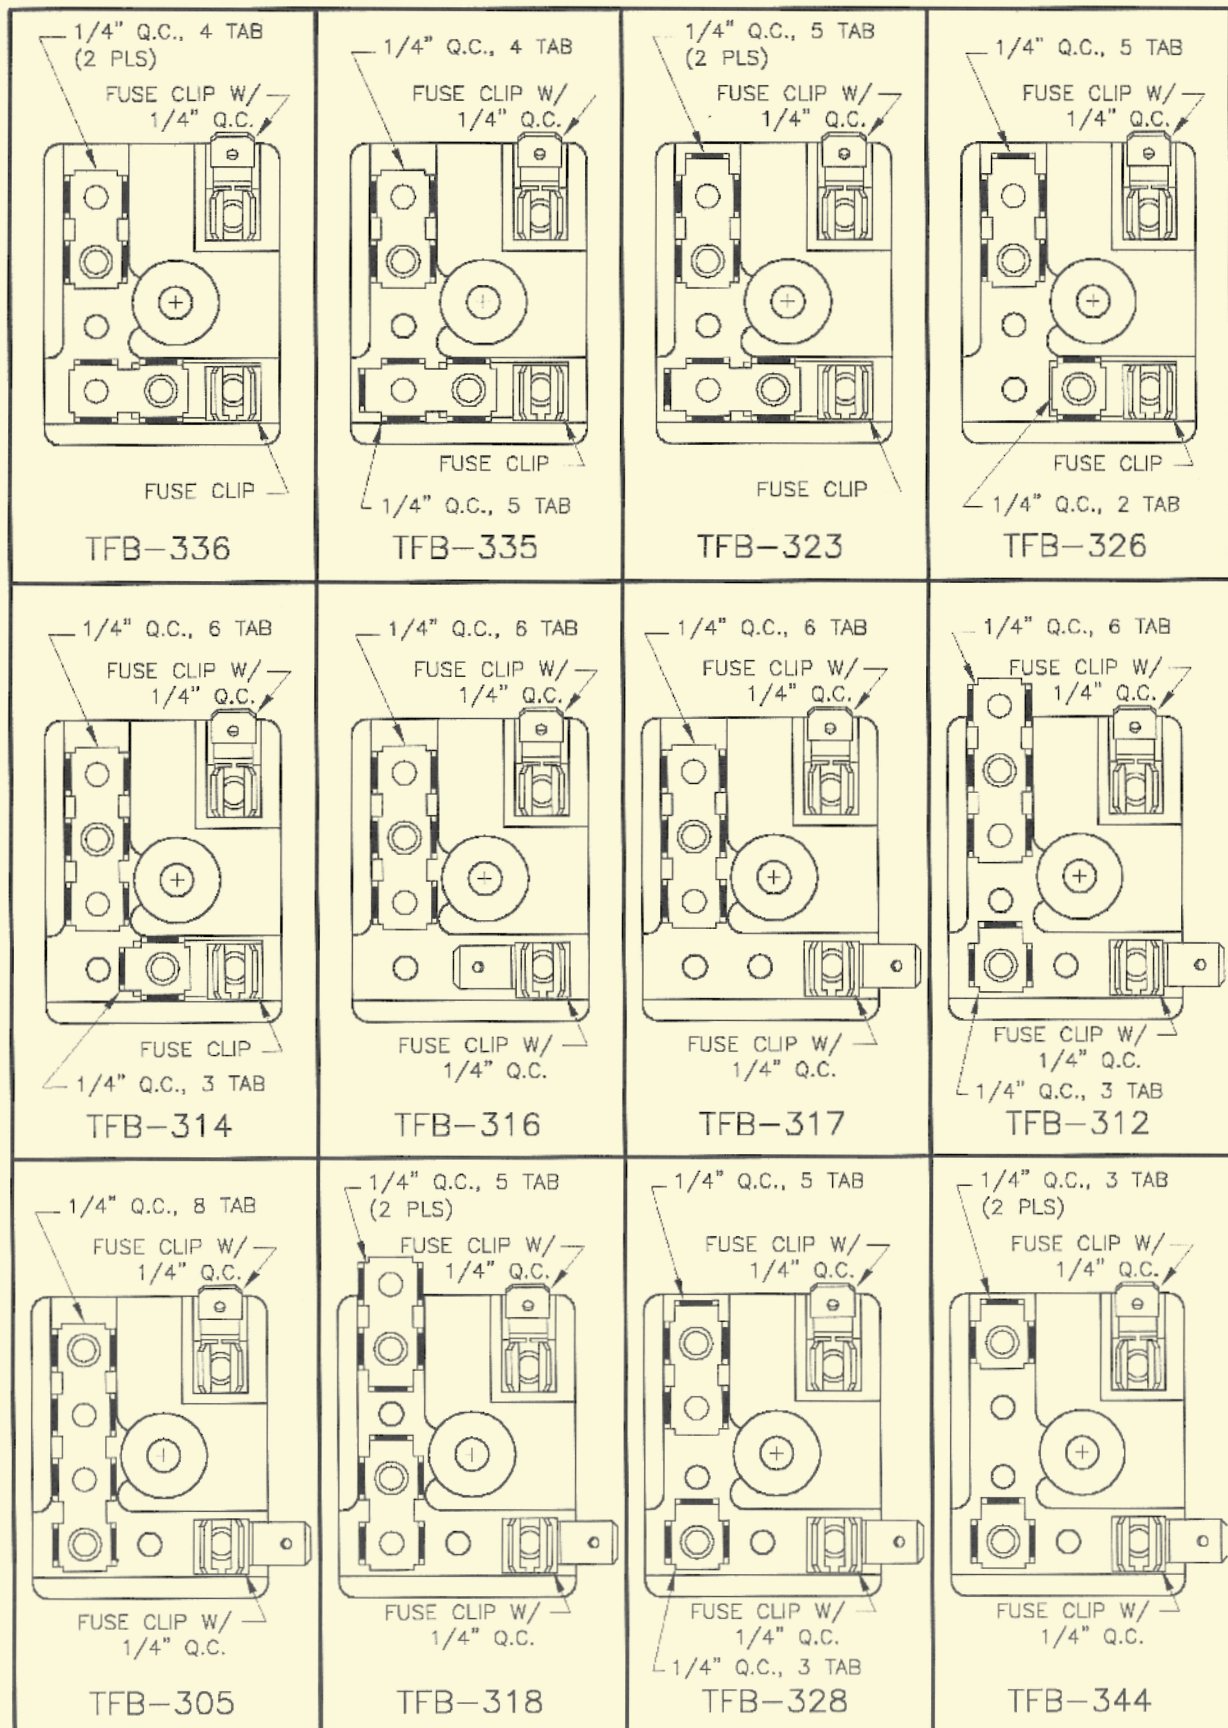 1/4" Q.C., 4 TAB
(2 PLS)
FUSE CLIP W/
1/4" Q.C.
FUSE CLIP
TFB-336
1/4" Q.C., 4 TAB
FUSE CLIP W/
1/4" Q.C.
FUSE CLIP
1/4" Q.C., 5 TAB
TFB-335
1/4" Q.C., 5 TAB
(2 PLS)
FUSE CLIP W/
1/4" Q.C.
FUSE CLIP
TFB-323
1/4" Q.C., 5 TAB
FUSE CLIP W/
1/4" Q.C.
FUSE CLIP
1/4" Q.C., 2 TAB
TFB-326
1/4" Q.C., 6 TAB
FUSE CLIP W/
1/4" Q.C.
FUSE CLIP
1/4" Q.C., 3 TAB
TFB-314
1/4" Q.C., 6 TAB
FUSE CLIP W/
1/4" Q.C.
FUSE CLIP W/
1/4" Q.C.
TFB-316
1/4" Q.C., 6 TAB
FUSE CLIP W/
1/4" Q.C.
FUSE CLIP W/
1/4" Q.C.
TFB-317
1/4" Q.C., 6 TAB
FUSE CLIP W/
1/4" Q.C.
FUSE CLIP W/
1/4" Q.C.
1/4" Q.C., 3 TAB
TFB-312
1/4" Q.C., 8 TAB
FUSE CLIP W/
1/4" Q.C.
FUSE CLIP W/
1/4" Q.C.
TFB-305
1/4" Q.C., 5 TAB
(2 PLS)
FUSE CLIP W/
1/4" Q.C.
FUSE CLIP W/
1/4" Q.C.
TFB-318
1/4" Q.C., 5 TAB
FUSE CLIP W/
1/4" Q.C.
FUSE CLIP W/
1/4" Q.C.
1/4" Q.C., 3 TAB
TFB-328
1/4" Q.C., 3 TAB
(2 PLS)
FUSE CLIP W/
1/4" Q.C.
FUSE CLIP W/
1/4" Q.C.
TFB-344